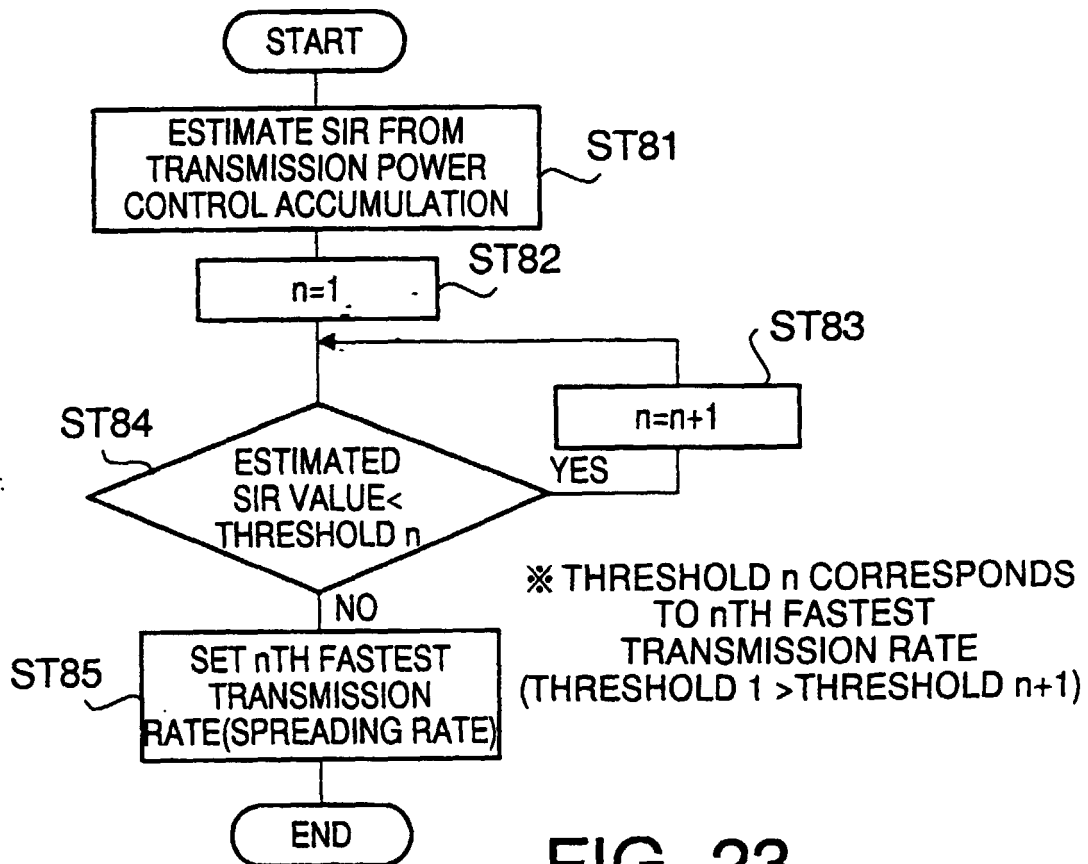 START
ESTIMATE SIR FROM
TRANSMISSION POWER
CONTROL ACCUMULATION
ST81
n=1
ST82
ST83
n=n+1
ST84
ESTIMATED
SIR VALUE<
THRESHOLD n
YES
NO
※ THRESHOLD n CORRESPONDS
TO nTH FASTEST
TRANSMISSION RATE
(THRESHOLD 1 >THRESHOLD n+1)
ST85
SET nTH FASTEST
TRANSMISSION
RATE(SPREADING RATE)
END
FIG. 23